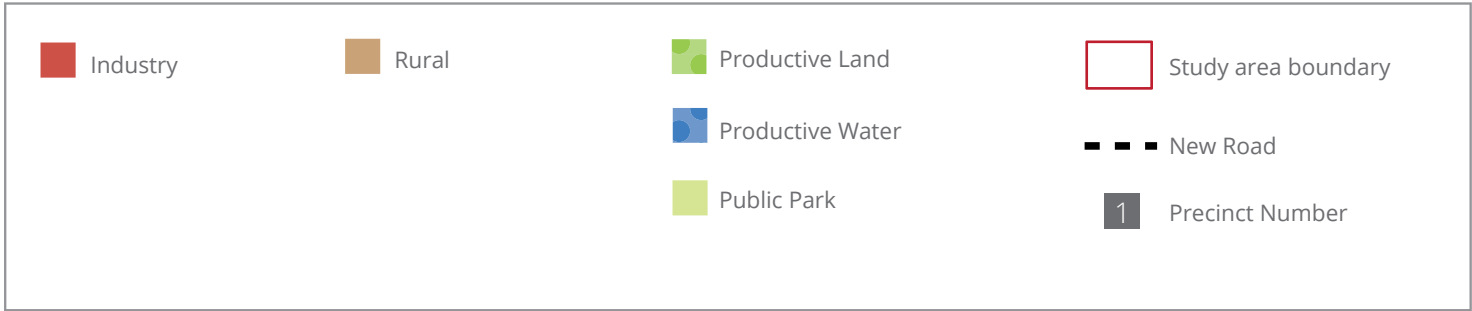 Industry
Rural
Productive Land
Productive Water
Public Park
Study area boundary
New Road
1 Precinct Number